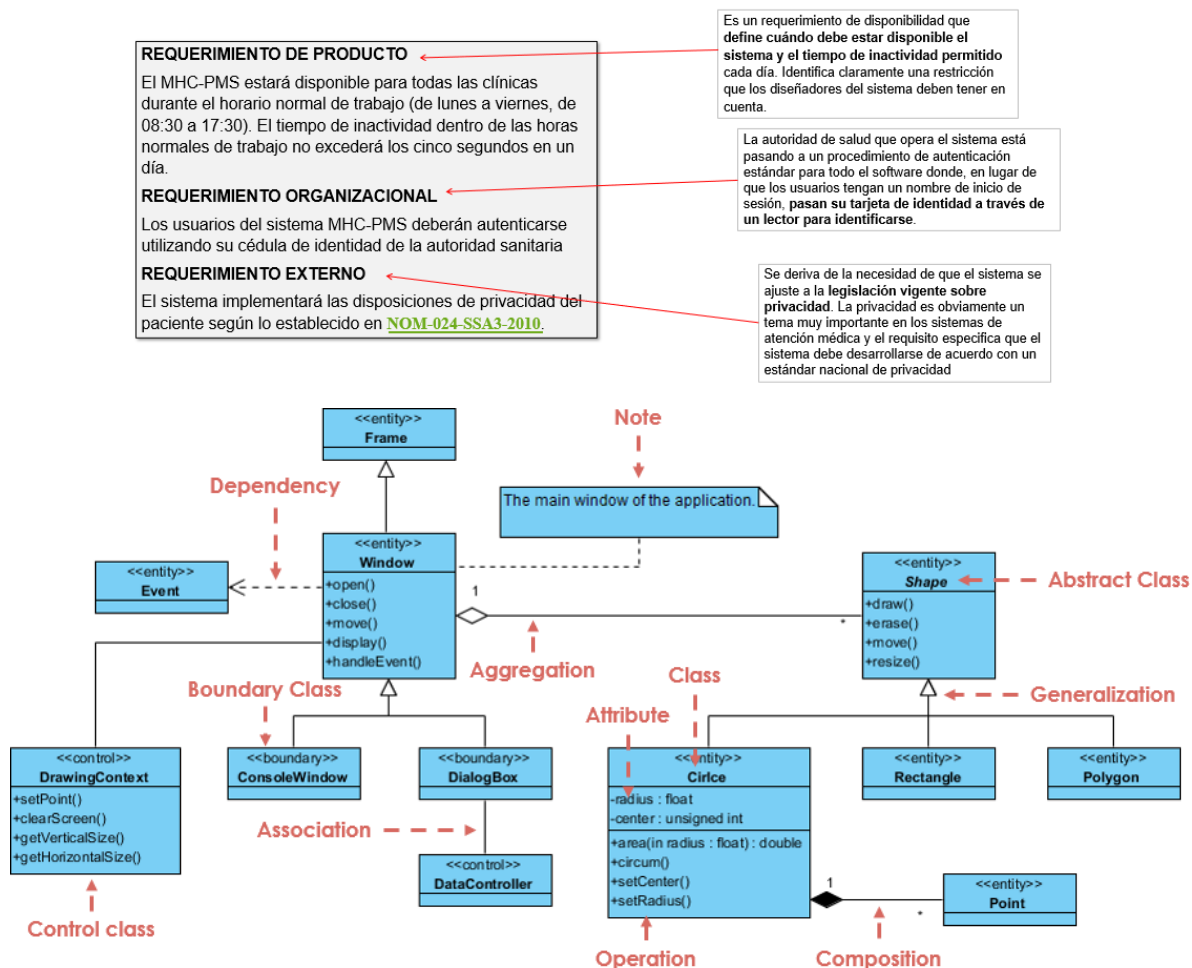 REQUERIMIENTO DE PRODUCTO
El MHC-PMS estará disponible para todas las clínicas
durante el horario normal de trabajo (de lunes a viernes, de
08:30 a 17:30). El tiempo de inactividad dentro de las horas
normales de trabajo no excederá los cinco segundos en un
día.
REQUERIMIENTO ORGANIZACIONAL
Los usuarios del sistema MHC-PMS deberán autenticarse
utilizando su cédula de identidad de la autoridad sanitaria
REQUERIMIENTO EXTERNO
El sistema implementará las disposiciones de privacidad del
paciente según lo establecido en NOM-024-SSA3-2010.
Es un requerimiento de disponibilidad que
define cuándo debe estar disponible el
sistema y el tiempo de inactividad permitido
cada día. Identifica claramente una restricción
que los diseñadores del sistema deben tener en
cuenta.
La autoridad de salud que opera el sistema está
pasando a un procedimiento de autenticación
estándar para todo el software donde, en lugar de
que los usuarios tengan un nombre de inicio de
sesión, pasan su tarjeta de identidad a través de
un lector para identificarse.
Se deriva de la necesidad de que el sistema se
ajuste a la legislación vigente sobre
privacidad. La privacidad es obviamente un
tema muy importante en los sistemas de
atención médica y el requisito especifica que el
sistema debe desarrollarse de acuerdo con un
estándar nacional de privacidad
<<entity>>
Frame
Note
The main window of the application.
Dependency
<<entity>>
Event
<<entity>>
Window
+open()
+close()
+move()
+display()
+handleEvent()
1
*
Aggregation
<<entity>>
Shape
+draw()
+erase()
+move()
+resize()
Abstract Class
Generalization
Boundary Class
Class
Attribute
<<control>>
DrawingContext
+setPoint()
+clearScreen()
+getVerticalSize()
+getHorizontalSize()
Control class
<<boundary>>
ConsoleWindow
<<boundary>>
DialogBox
Association
<<control>>
DataController
<<entity>>
Cirlce
-radius : float
-center : unsigned int
+area(in radius : float) : double
+circum()
+setCenter()
+setRadius()
Operation
<<entity>>
Rectangle
<<entity>>
Polygon
1
*
Composition
<<entity>>
Point